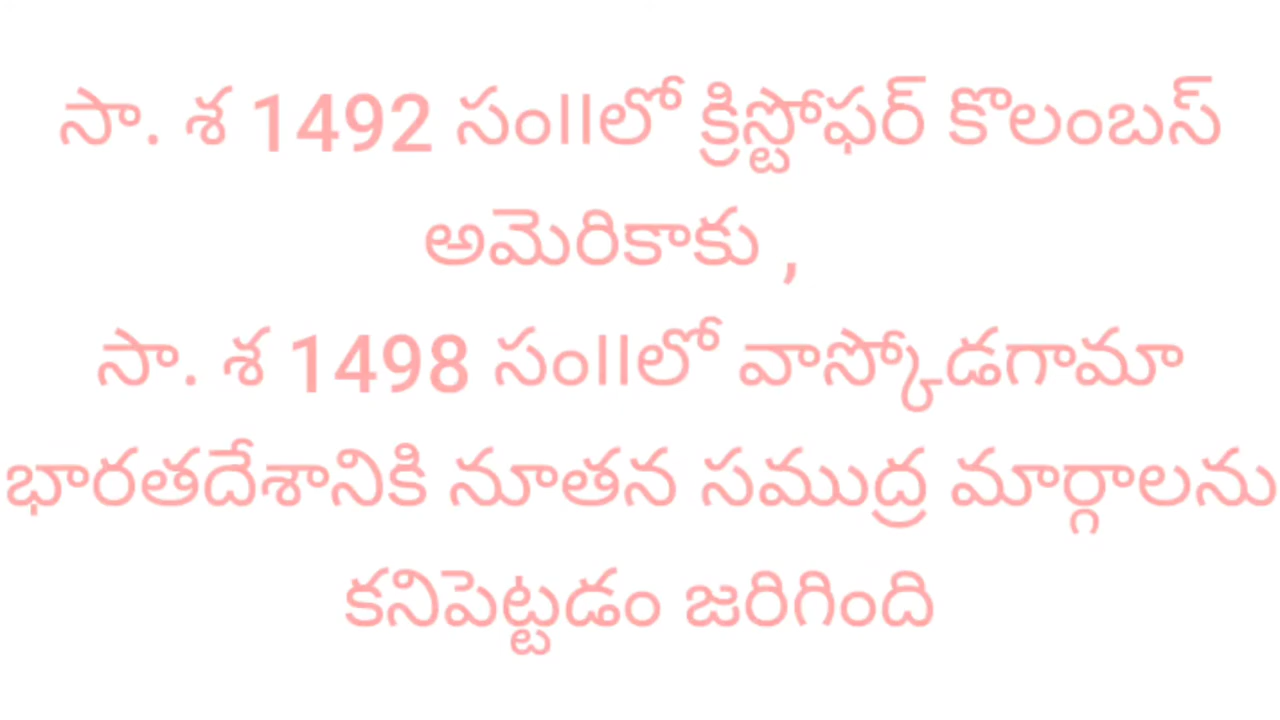 సా. శ 1492 సం||లో క్రిస్టోఫర్ కొలంబస్
అమెరికాకు ,
సా. శ 1498 సం||లో వాస్కోడగామా
భారతదేశానికి నూతన సముద్ర మార్గాలను
కనిపెట్టడం జరిగింది